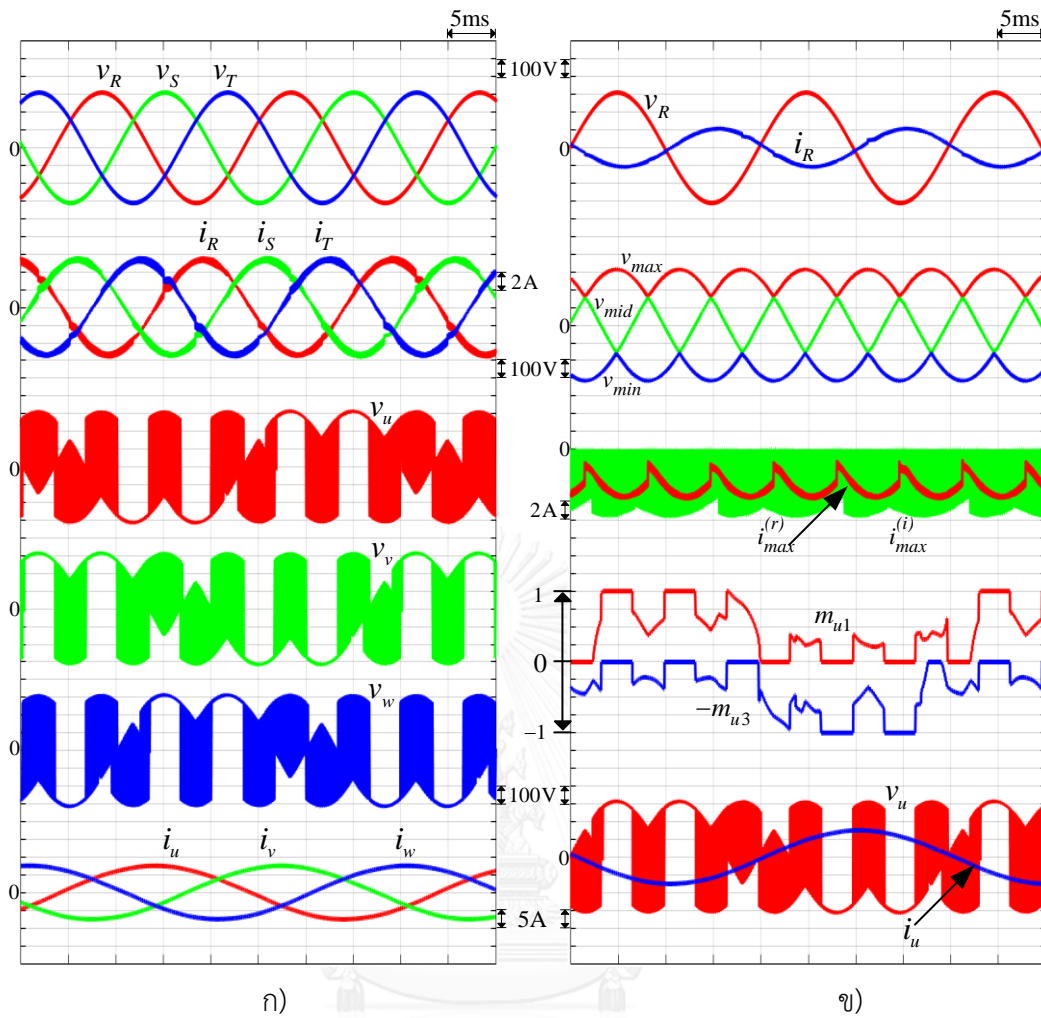 5ms
v_R v_S v_T
0
100V
i_R i_S i_T
0
2A
100V
v_u
0
v_v
0
v_w
0
100V
i_u i_v i_w
0
5A
ก)
5ms
v_R
i_R
0
v_max
v_mid
0
v_min
0
2A
i_max^(r) i_max^(i)
1
m_u1
0
−m_u3
−1
v_u
0
i_u
ข)